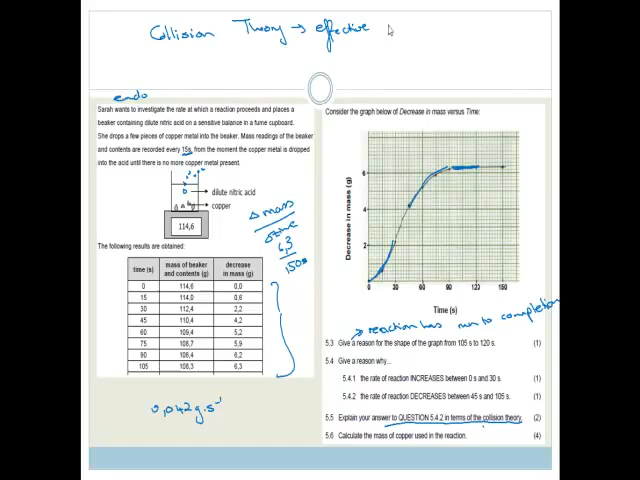 Collision Theory → effective
endo
Sarah wants to investigate the rate at which a reaction proceeds and places a
beaker containing dilute nitric acid on a sensitive balance in a fume cupboard.
She drops a few pieces of copper metal into the beaker. Mass readings of the beaker
and contents are recorded every 15s, from the moment the copper metal is dropped
into the acid until there is no more copper metal present.
dilute nitric acid
copper
114,6
Δ mass
Δ time
6,3
150s
The following results are obtained:
time (s) mass of beaker and contents (g) decrease in mass (g)
0 114,6 0,0
15 114,0 0,6
30 112,4 2,2
45 110,4 4,2
60 109,4 5,2
75 108,7 5,9
90 108,4 6,2
105 108,3 6,3
0,042 g.s⁻¹
Consider the graph below of Decrease in mass versus Time:
Decrease in mass (g)
6
4
2
0 30 60 90 120 150
Time (s)
→ reaction has run to completion
5.3 Give a reason for the shape of the graph from 105 s to 120 s. (1)
5.4 Give a reason why...
5.4.1 the rate of reaction INCREASES between 0 s and 30 s. (1)
5.4.2 the rate of reaction DECREASES between 45 s and 105 s. (1)
5.5 Explain your answer to QUESTION 5.4.2 in terms of the collision theory. (2)
5.6 Calculate the mass of copper used in the reaction. (4)